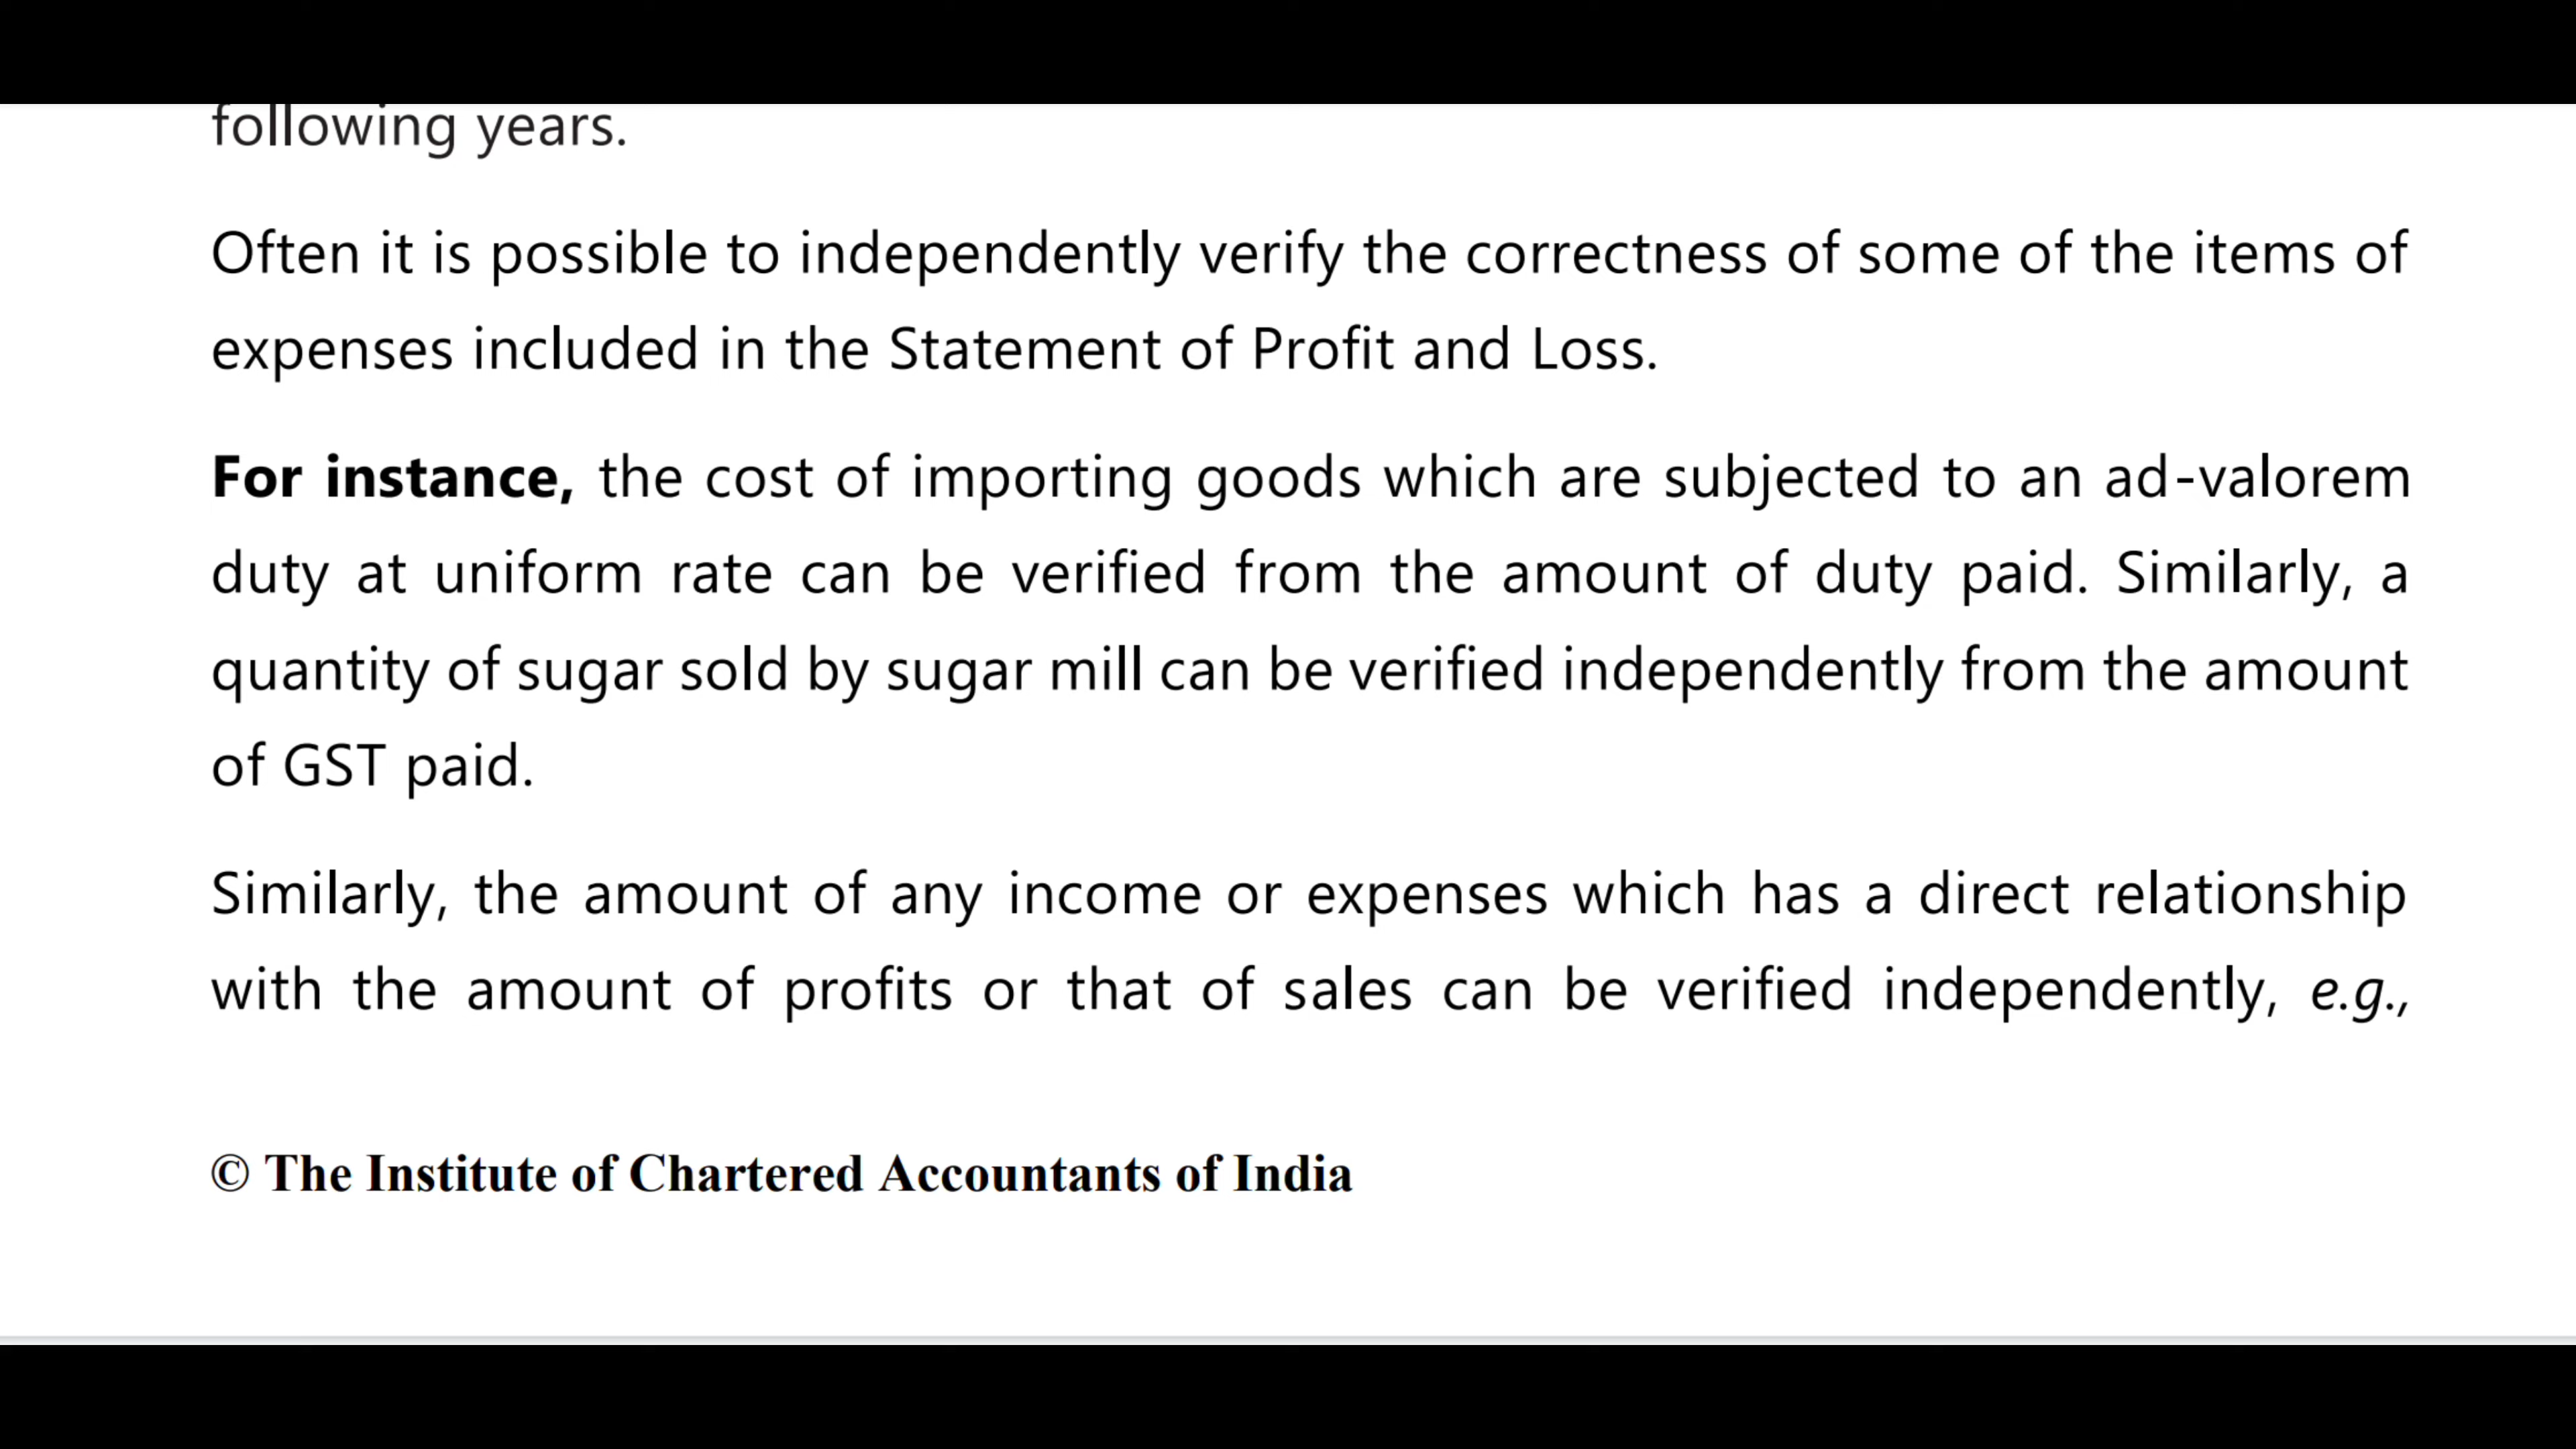 following years.
Often it is possible to independently verify the correctness of some of the items of
expenses included in the Statement of Profit and Loss.
For instance, the cost of importing goods which are subjected to an ad-valorem
duty at uniform rate can be verified from the amount of duty paid. Similarly, a
quantity of sugar sold by sugar mill can be verified independently from the amount
of GST paid.
Similarly, the amount of any income or expenses which has a direct relationship
with the amount of profits or that of sales can be verified independently, e.g.,
© The Institute of Chartered Accountants of India